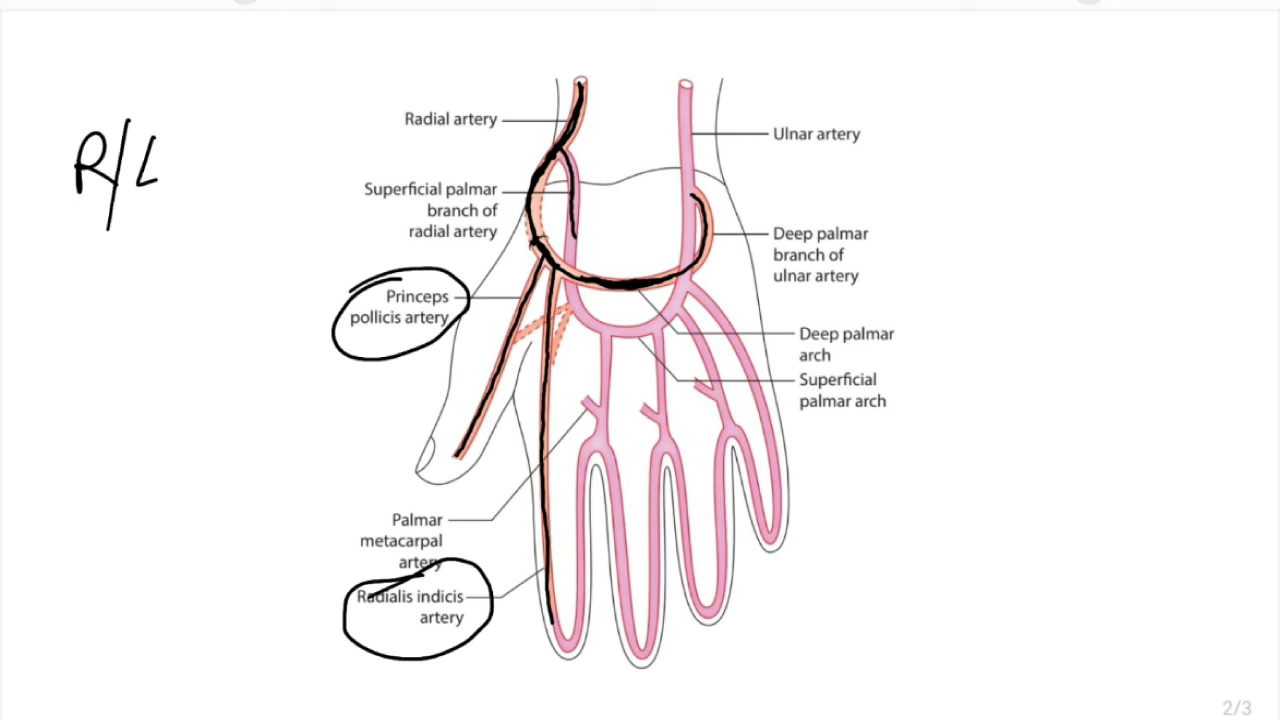 R/L
Radial artery
Superficial palmar
branch of
radial artery
Princeps
pollicis artery
Palmar
metacarpal
artery
Radialis indicis
artery
Ulnar artery
Deep palmar
branch of
ulnar artery
Deep palmar
arch
Superficial
palmar arch
2/3